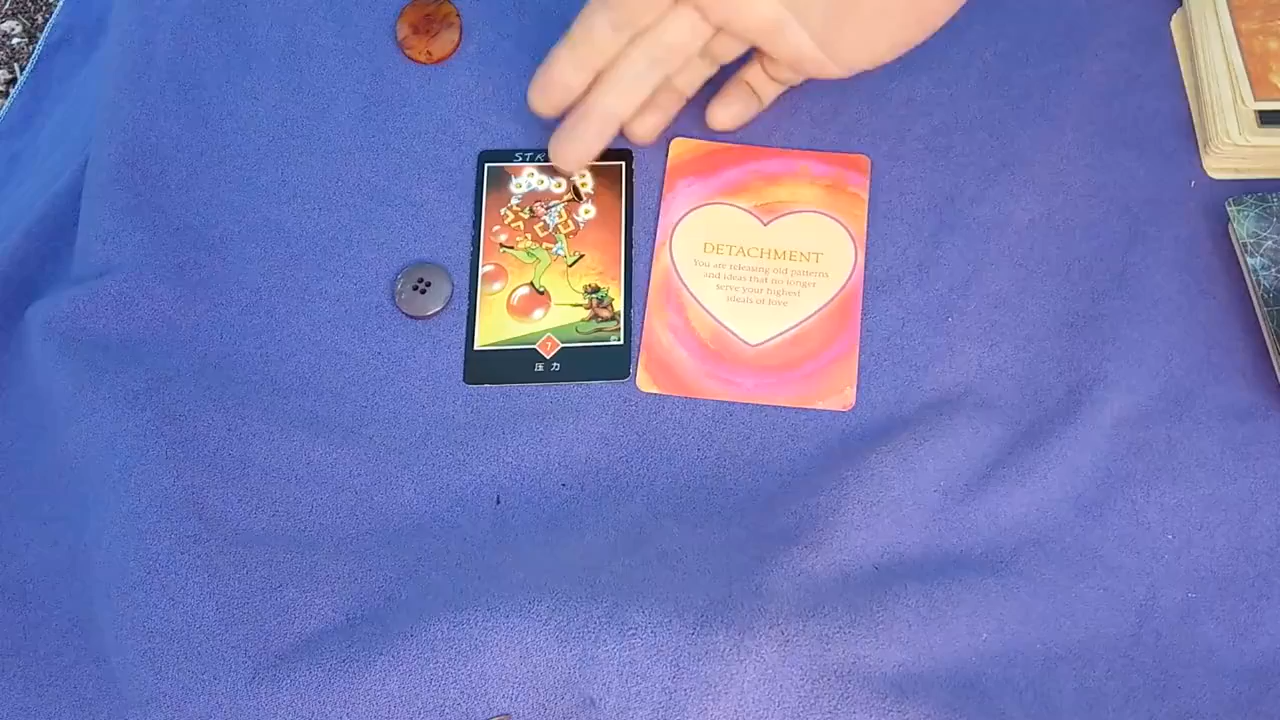 7
压力
DETACHMENT
You are releasing old patterns
and ideas that no longer
serve your highest
ideals of love